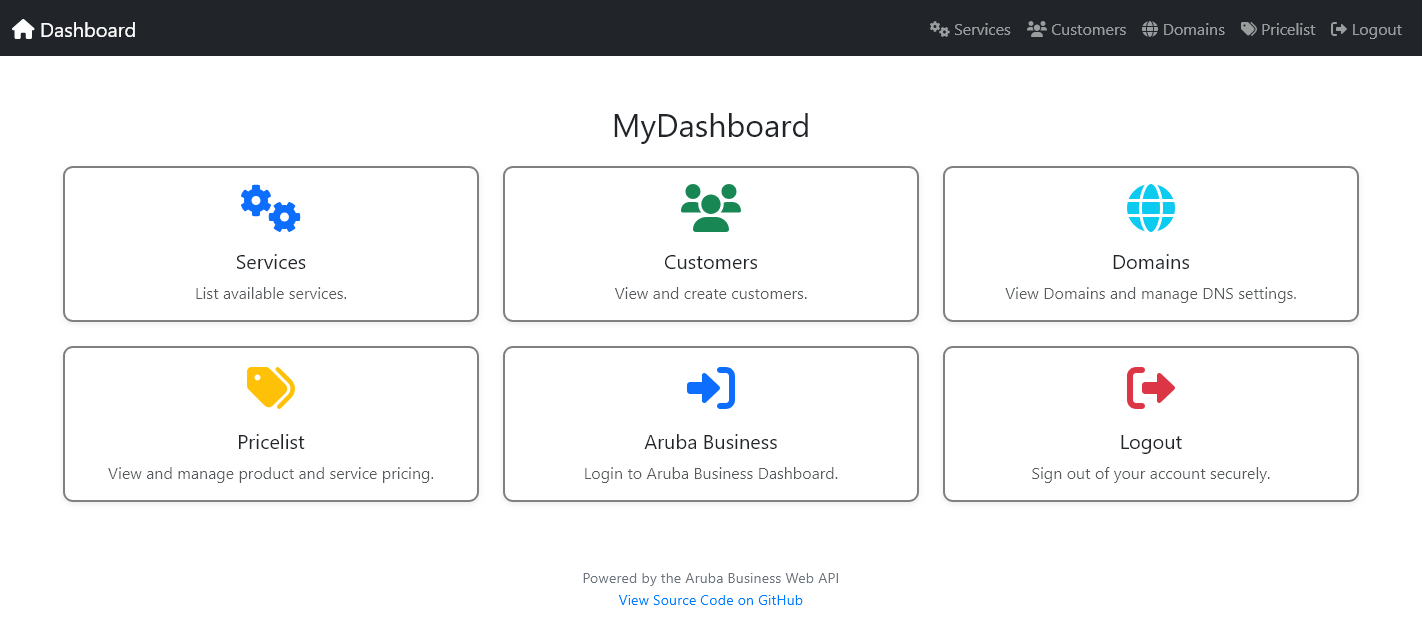 Dashboard
Services
Customers
Domains
Pricelist
Logout
MyDashboard
Services
List available services.
Customers
View and create customers.
Domains
View Domains and manage DNS settings.
Pricelist
View and manage product and service pricing.
Aruba Business
Login to Aruba Business Dashboard.
Logout
Sign out of your account securely.
Powered by the Aruba Business Web API
View Source Code on GitHub